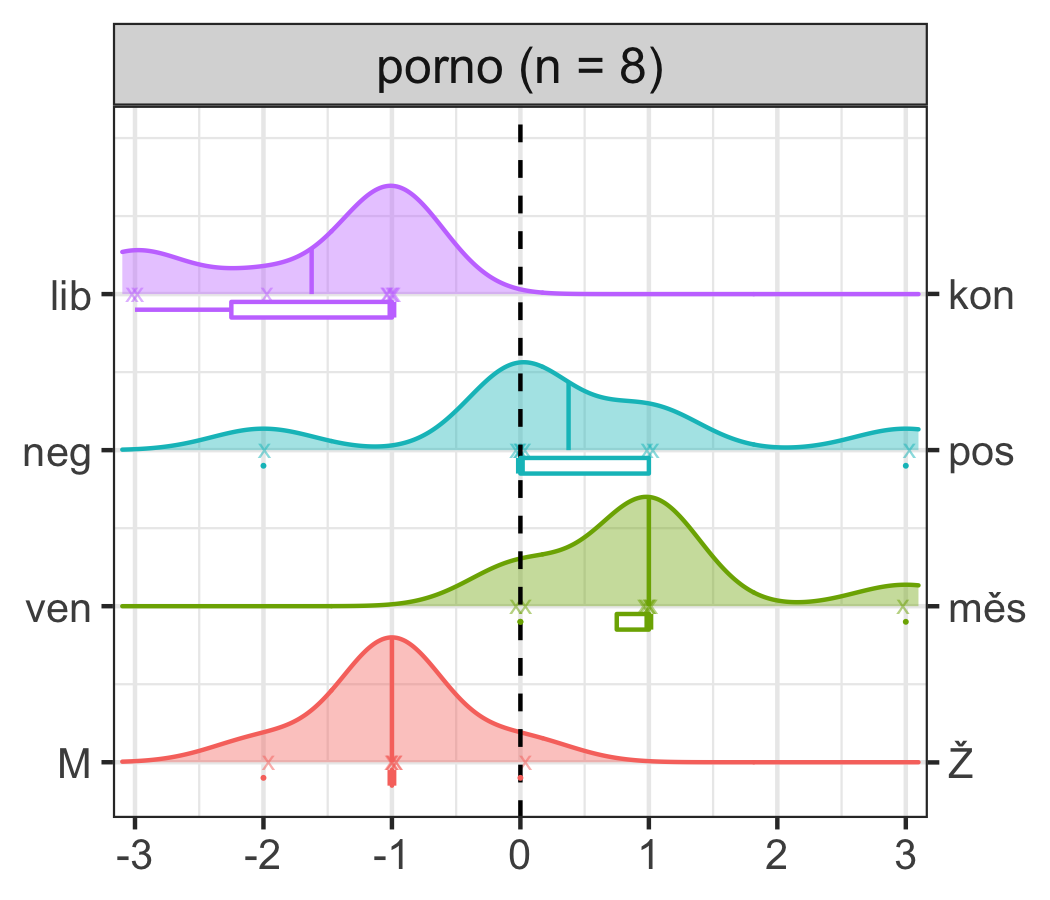 porno (n = 8)
lib kon
neg pos
ven měs
M Ž
-3 -2 -1 0 1 2 3